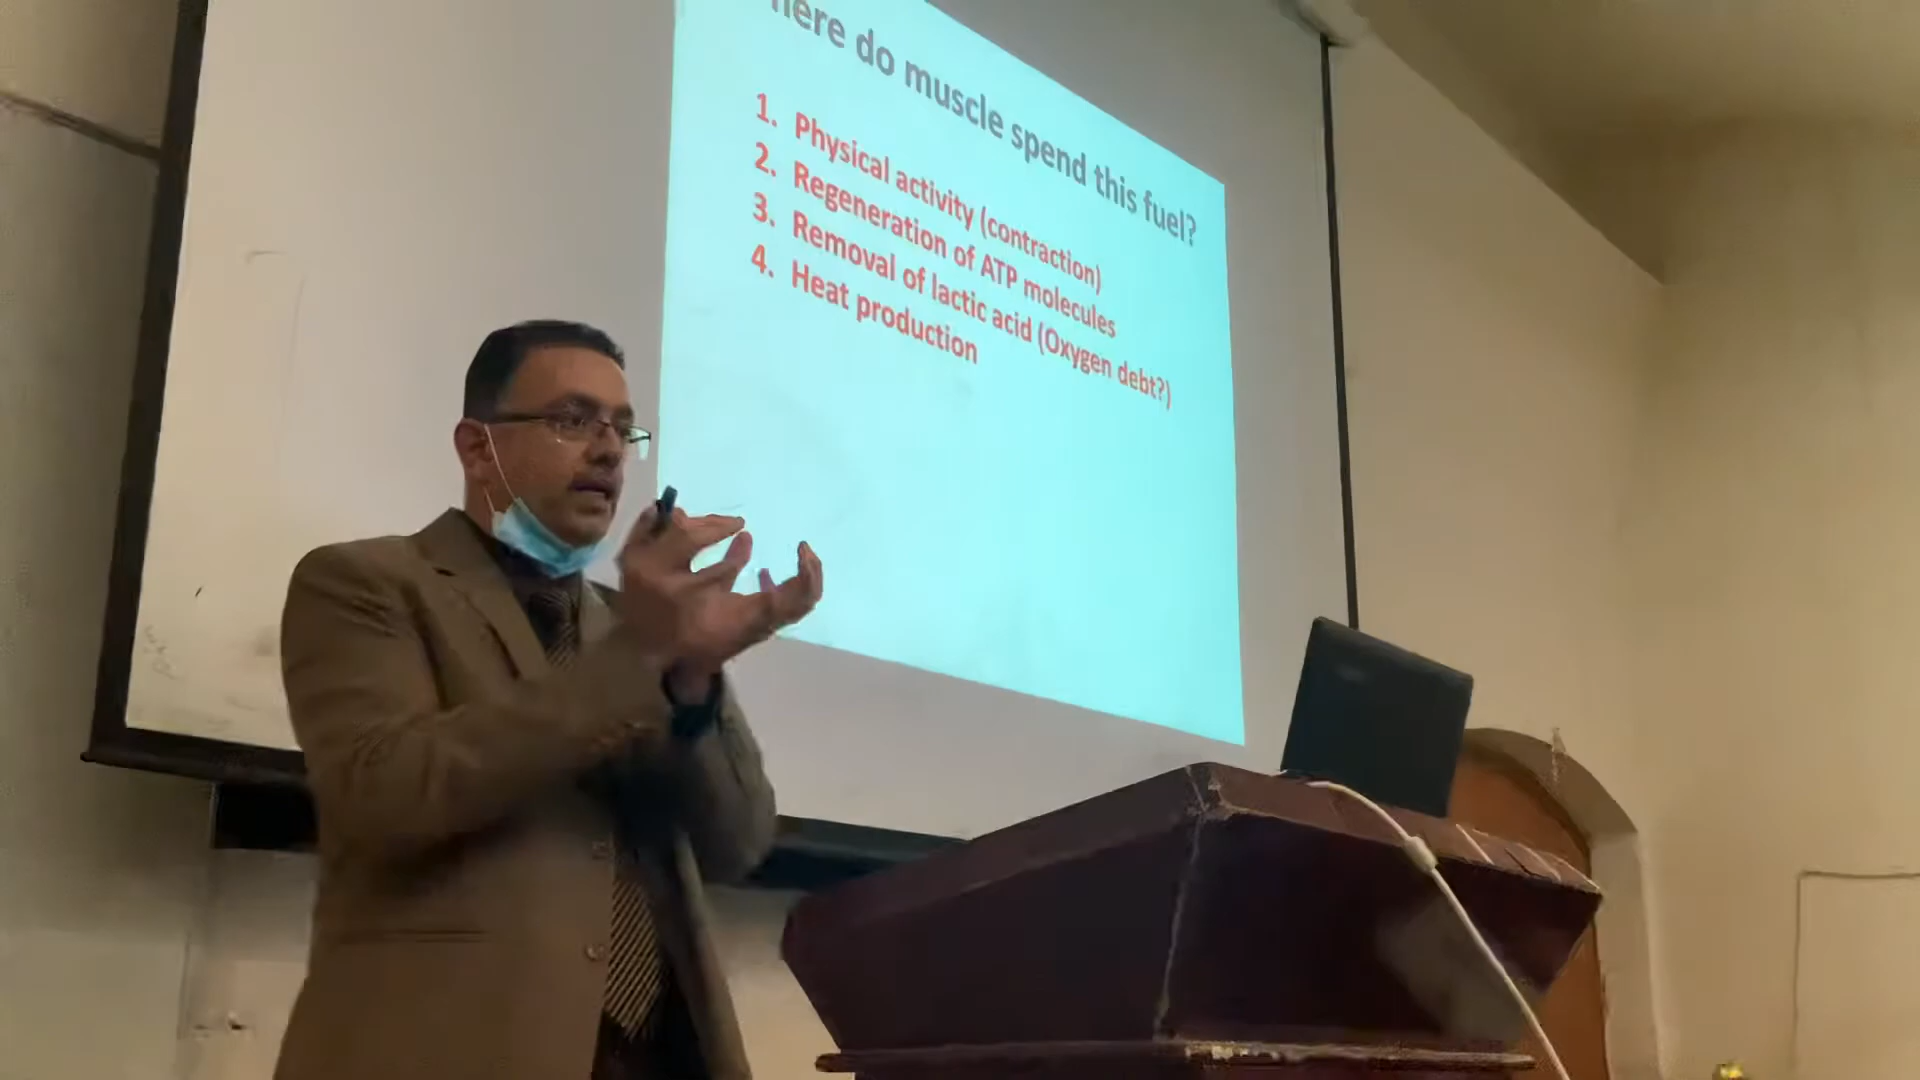 here do muscle spend this fuel?
1. Physical activity (contraction)
2. Regeneration of ATP molecules
3. Removal of lactic acid (Oxygen debt?)
4. Heat production